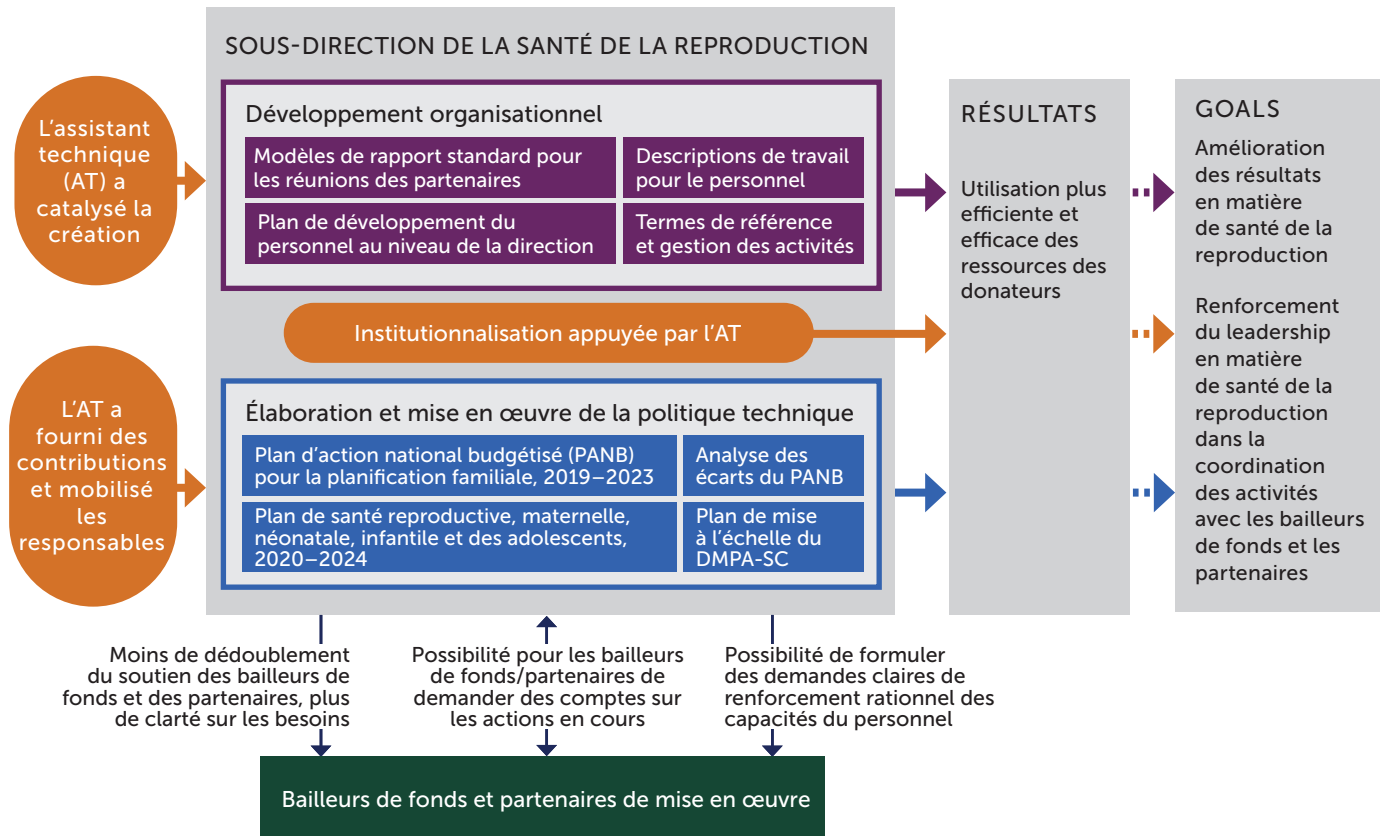 SOUS-DIRECTION DE LA SANTÉ DE LA REPRODUCTION
L'assistant
technique
(AT) a
catalysé la
création
Développement organisationnel
Modèles de rapport standard pour
les réunions des partenaires
Descriptions de travail
pour le personnel
Plan de développement du
personnel au niveau de la direction
Termes de référence
et gestion des activités
Institutionnalisation appuyée par l'AT
L'AT a
fourni des
contributions
et mobilisé
les
responsables
Élaboration et mise en œuvre de la politique technique
Plan d'action national budgétisé (PANB)
pour la planification familiale, 2019–2023
Analyse des
écarts du PANB
Plan de santé reproductive, maternelle,
néonatale, infantile et des adolescents,
2020–2024
Plan de mise
à l'échelle du
DMPA-SC
RÉSULTATS
Utilisation plus
efficiente et
efficace des
ressources des
donateurs
GOALS
Amélioration
des résultats
en matière
de santé de la
reproduction
Renforcement
du leadership
en matière
de santé de la
reproduction
dans la
coordination
des activités
avec les bailleurs
de fonds et les
partenaires
Moins de dédoublement
du soutien des bailleurs de
fonds et des partenaires, plus
de clarté sur les besoins
Possibilité pour les bailleurs
de fonds/partenaires de
demander des comptes sur
les actions en cours
Possibilité de formuler
des demandes claires de
renforcement rationnel des
capacités du personnel
Bailleurs de fonds et partenaires de mise en œuvre